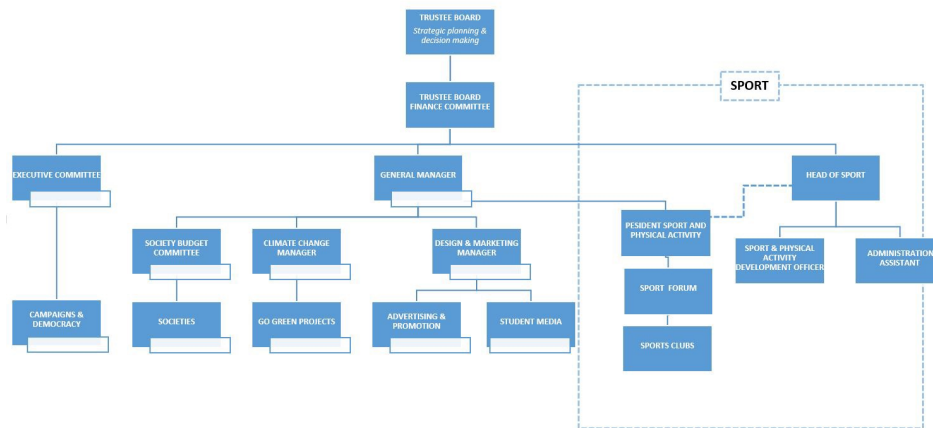 TRUSTEE BOARD
Strategic planning &
decision making
TRUSTEE BOARD
FINANCE COMMITTEE
SPORT
EXECUTIVE COMMITTEE
GENERAL MANAGER
HEAD OF SPORT
SOCIETY BUDGET
COMMITTEE
CLIMATE CHANGE
MANAGER
DESIGN & MARKETING
MANAGER
PESIDENT SPORT AND
PHYSICAL ACTIVITY
SPORT & PHYSICAL
ACTIVITY
DEVELOPMENT OFFICER
ADMINISTRATION
ASSISTANT
SPORT FORUM
CAMPAIGNS &
DEMOCRACY
SOCIETIES
GO GREEN PROJECTS
ADVERTISING &
PROMOTION
STUDENT MEDIA
SPORTS CLUBS